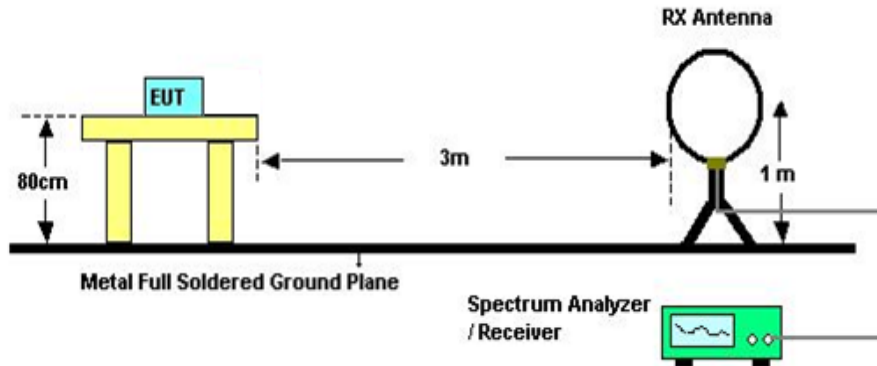 RX Antenna
EUT
3m
80cm
1 m
Metal Full Soldered Ground Plane
Spectrum Analyzer
/ Receiver